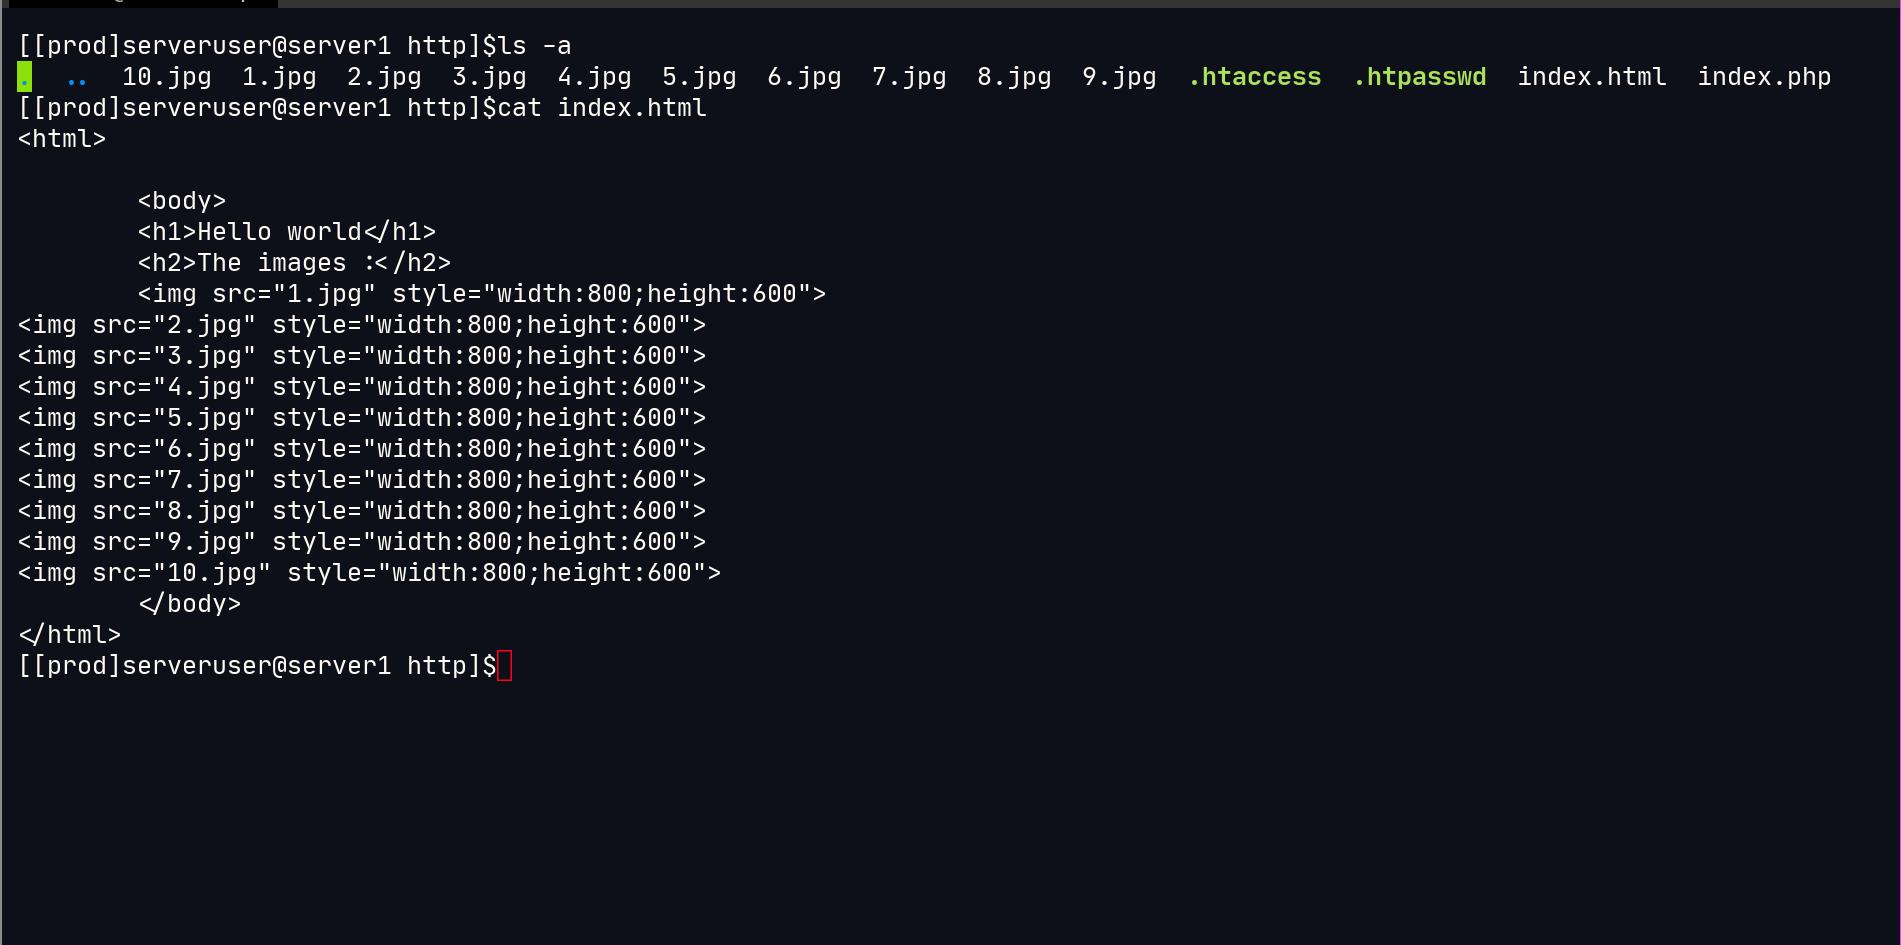 [[prod]serveruser@server1 http]$ls -a
.  ..  10.jpg  1.jpg  2.jpg  3.jpg  4.jpg  5.jpg  6.jpg  7.jpg  8.jpg  9.jpg  .htaccess  .htpasswd  index.html  index.php
[[prod]serveruser@server1 http]$cat index.html
<html>
        <body>
        <h1>Hello world</h1>
        <h2>The images :</h2>
        <img src="1.jpg" style="width:800;height:600">
<img src="2.jpg" style="width:800;height:600">
<img src="3.jpg" style="width:800;height:600">
<img src="4.jpg" style="width:800;height:600">
<img src="5.jpg" style="width:800;height:600">
<img src="6.jpg" style="width:800;height:600">
<img src="7.jpg" style="width:800;height:600">
<img src="8.jpg" style="width:800;height:600">
<img src="9.jpg" style="width:800;height:600">
<img src="10.jpg" style="width:800;height:600">
        </body>
</html>
[[prod]serveruser@server1 http]$